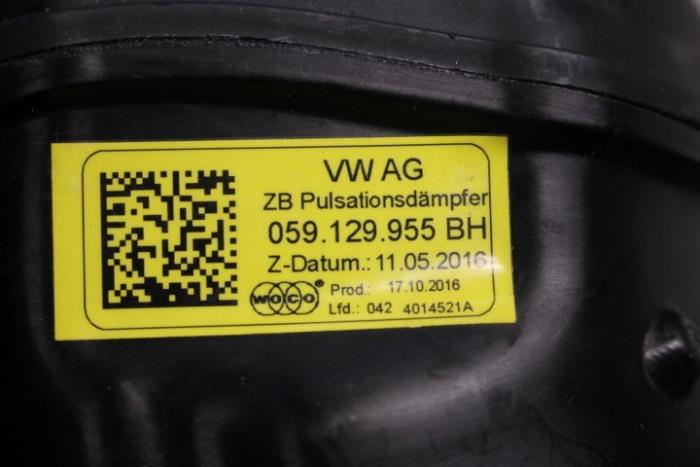 VW AG
ZB Pulsationsdämpfer
059.129.955 BH
Z-Datum.: 11.05.2016
woco® Prod.: 17.10.2016
Lfd.: 042 4014521A